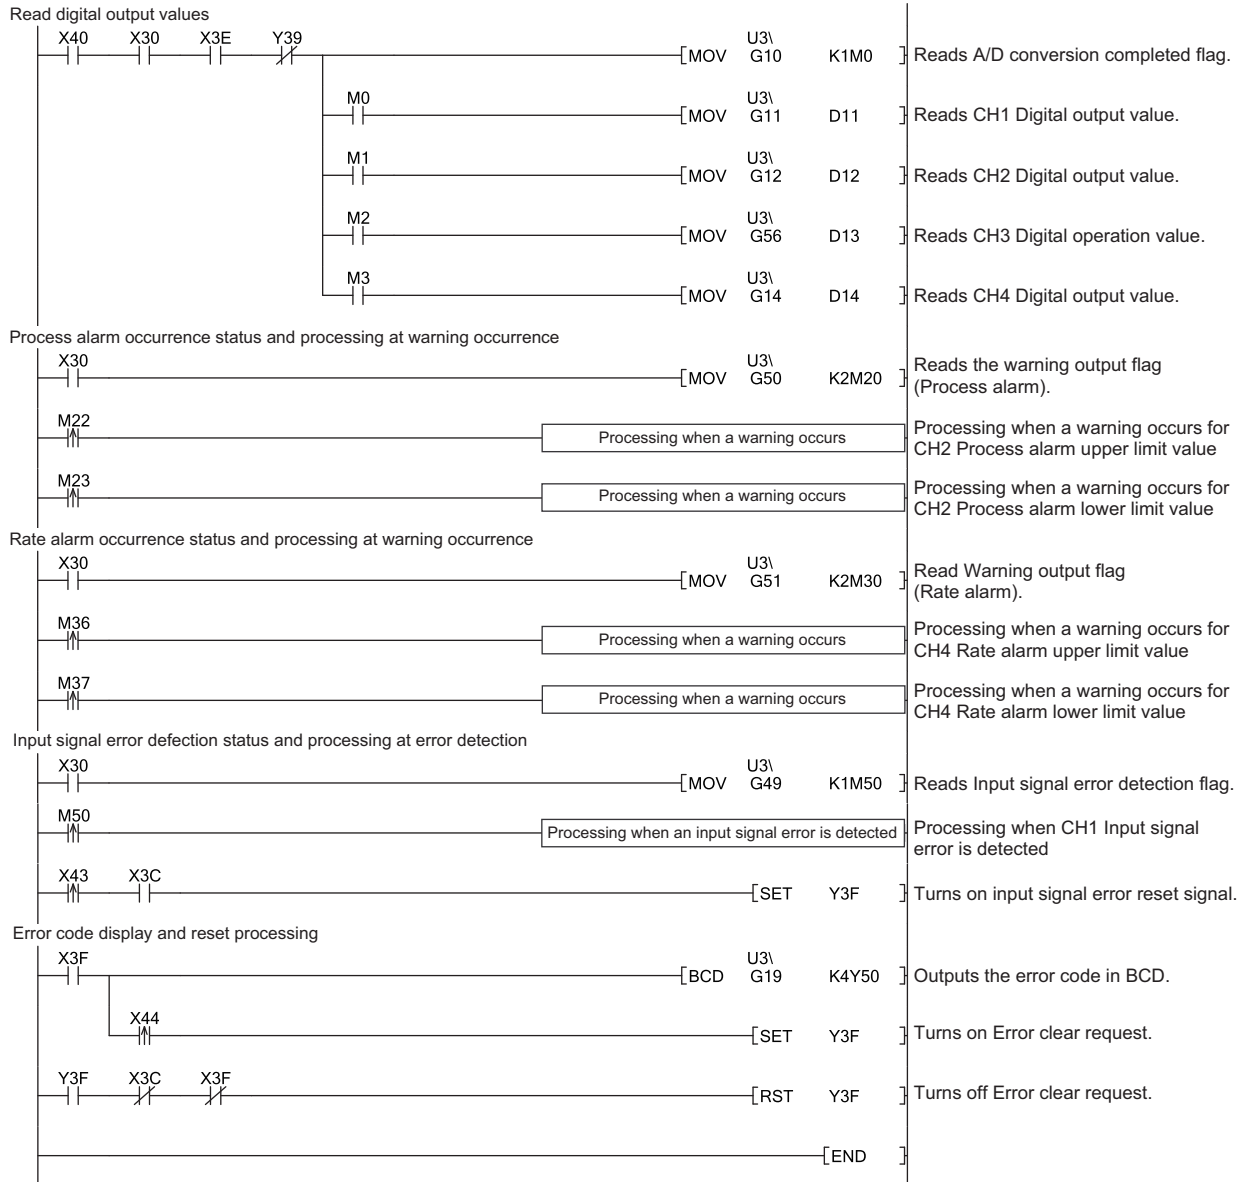 Read digital output values
X40 X30 X3E Y39
U3\
[MOV G10 K1M0 ] Reads A/D conversion completed flag.
M0
U3\
[MOV G11 D11 ] Reads CH1 Digital output value.
M1
U3\
[MOV G12 D12 ] Reads CH2 Digital output value.
M2
U3\
[MOV G56 D13 ] Reads CH3 Digital operation value.
M3
U3\
[MOV G14 D14 ] Reads CH4 Digital output value.
Process alarm occurrence status and processing at warning occurrence
X30
U3\
[MOV G50 K2M20 ] Reads the warning output flag
(Process alarm).
M22
Processing when a warning occurs
Processing when a warning occurs for
CH2 Process alarm upper limit value
M23
Processing when a warning occurs
Processing when a warning occurs for
CH2 Process alarm lower limit value
Rate alarm occurrence status and processing at warning occurrence
X30
U3\
[MOV G51 K2M30 ] Read Warning output flag
(Rate alarm).
M36
Processing when a warning occurs
Processing when a warning occurs for
CH4 Rate alarm upper limit value
M37
Processing when a warning occurs
Processing when a warning occurs for
CH4 Rate alarm lower limit value
Input signal error defection status and processing at error detection
X30
U3\
[MOV G49 K1M50 ] Reads Input signal error detection flag.
M50
Processing when an input signal error is detected
Processing when CH1 Input signal
error is detected
X43 X3C
[SET Y3F ] Turns on input signal error reset signal.
Error code display and reset processing
X3F
U3\
[BCD G19 K4Y50 ] Outputs the error code in BCD.
X44
[SET Y3F ] Turns on Error clear request.
Y3F X3C X3F
[RST Y3F ] Turns off Error clear request.
[END ]